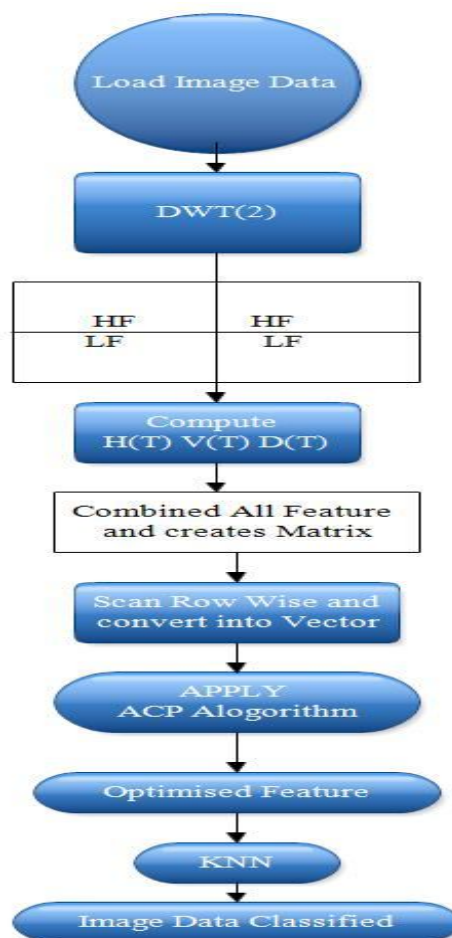 Load Image Data
DWT(2)
HF HF
LF LF
Compute
H(T) V(T) D(T)
Combined All Feature
and creates Matrix
Scan Row Wise and
convert into Vector
APPLY
ACP Alogorithm
Optimised Feature
KNN
Image Data Classified